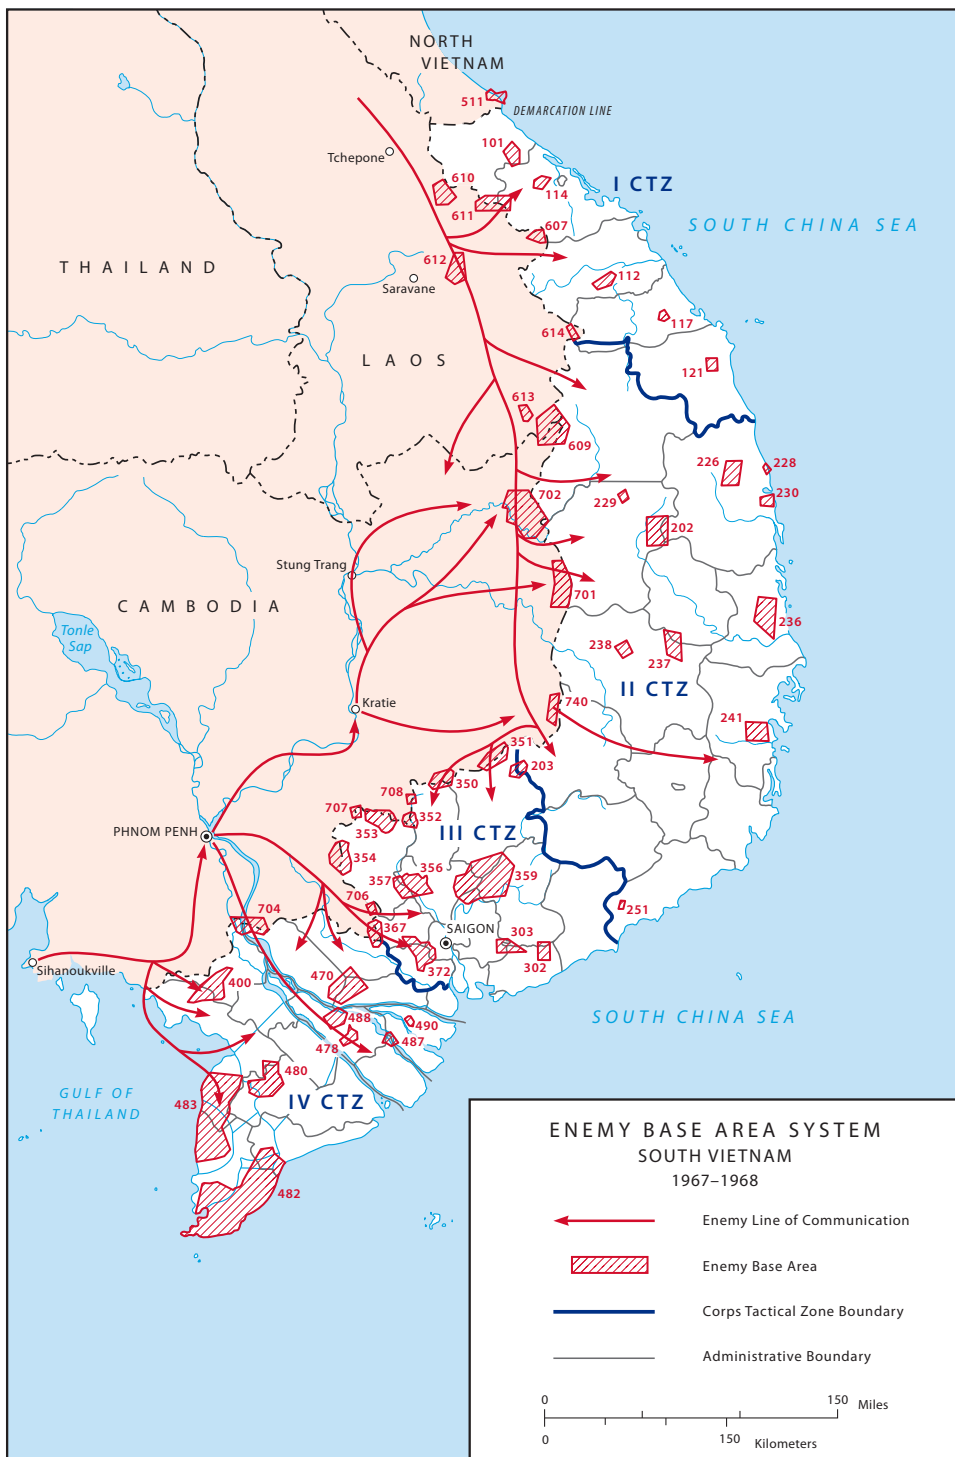 NORTH
VIETNAM
511
DEMARCATION LINE
101
Tchepone
610
114
I CTZ
611
607
SOUTH CHINA SEA
THAILAND
612
Saravane
112
117
614
LAOS
121
613
609
226
228
230
702
229
202
Stung Trang
701
CAMBODIA
236
Tonle
Sap
238
237
II CTZ
Kratie
740
241
351
203
350
708
707
352
353
PHNOM PENH
III CTZ
354
356
357
359
706
251
704
367
SAIGON
303
302
372
Sihanoukville
400
470
488
490
478
487
SOUTH CHINA SEA
480
GULF OF
THAILAND
483
IV CTZ
482
ENEMY BASE AREA SYSTEM
SOUTH VIETNAM
1967–1968
Enemy Line of Communication
Enemy Base Area
Corps Tactical Zone Boundary
Administrative Boundary
0 150 Miles
0 150 Kilometers